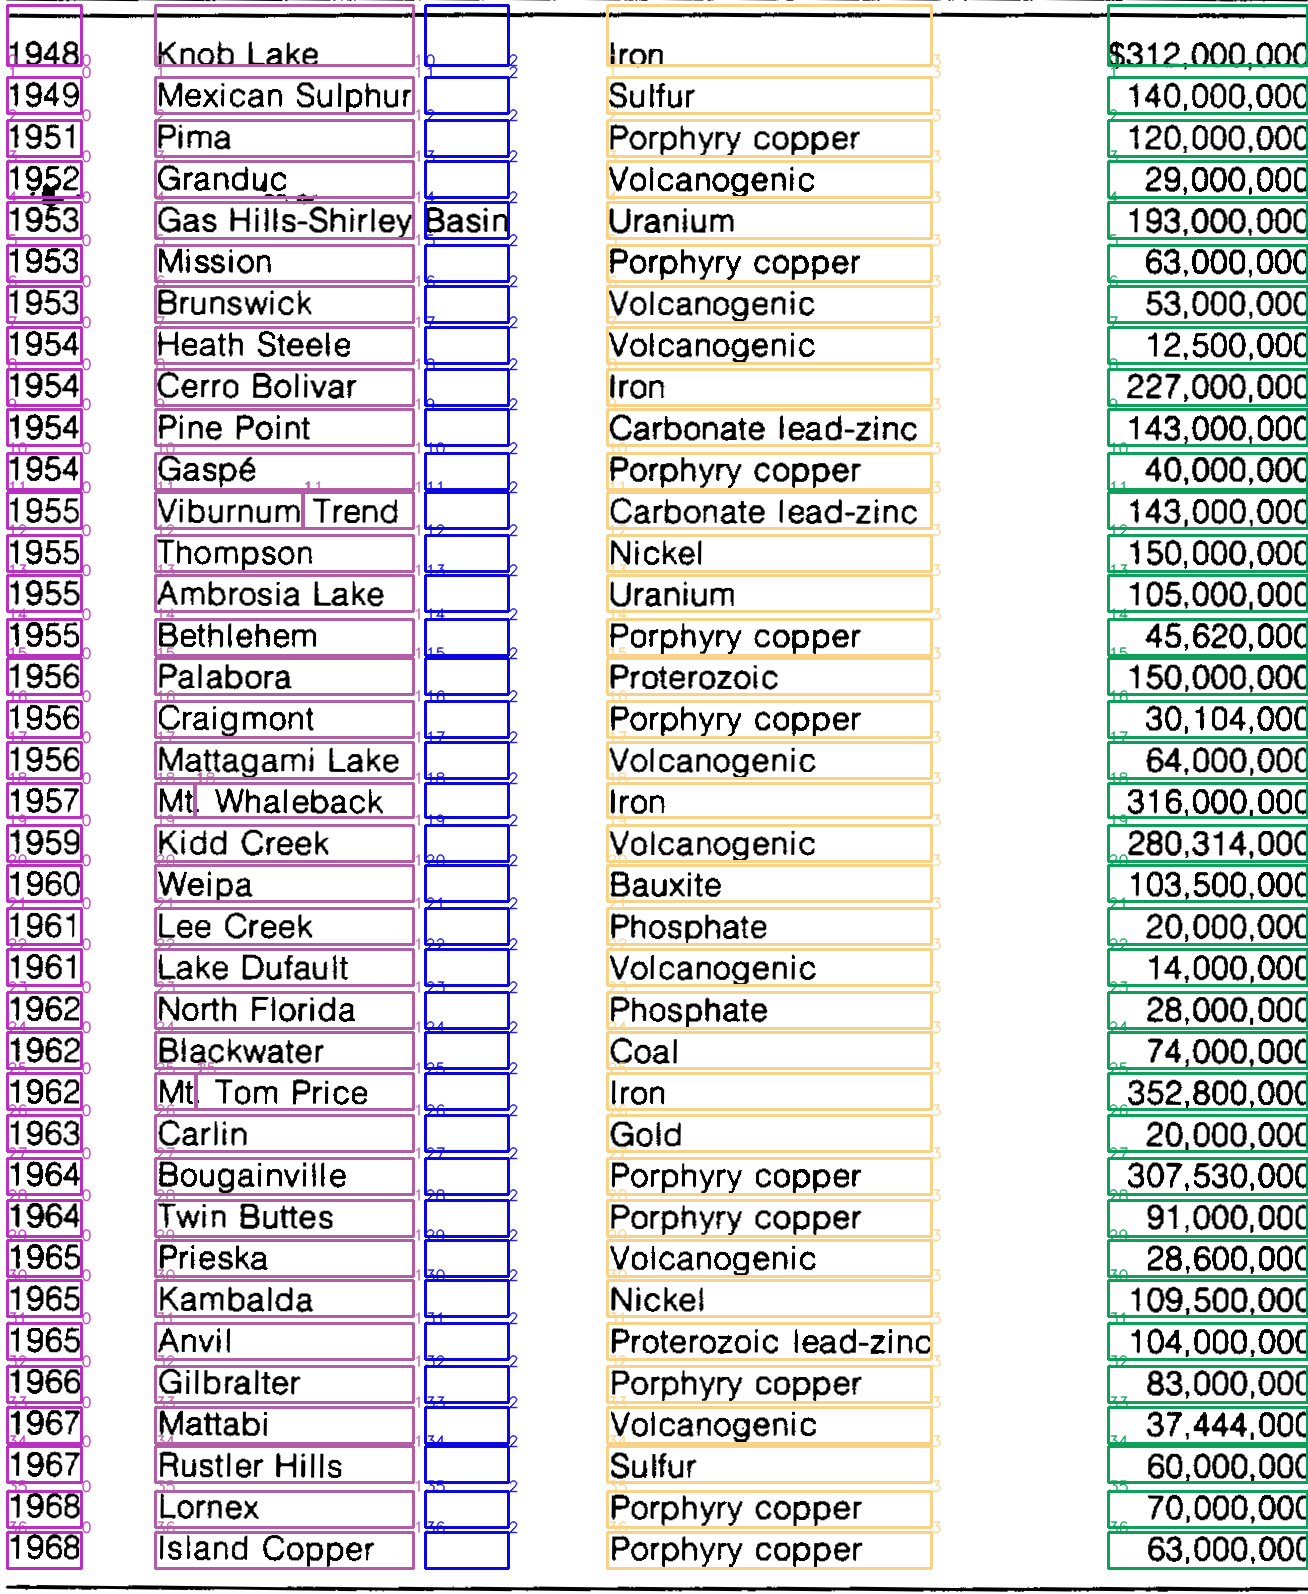 1948 Knob Lake Iron $312,000,000
1949 Mexican Sulphur Sulfur 140,000,000
1951 Pima Porphyry copper 120,000,000
1952 Granduc Volcanogenic 29,000,000
1953 Gas Hills-Shirley Basin Uranium 193,000,000
1953 Mission Porphyry copper 63,000,000
1953 Brunswick Volcanogenic 53,000,000
1954 Heath Steele Volcanogenic 12,500,000
1954 Cerro Bolivar Iron 227,000,000
1954 Pine Point Carbonate lead-zinc 143,000,000
1954 Gaspé Porphyry copper 40,000,000
1955 Viburnum Trend Carbonate lead-zinc 143,000,000
1955 Thompson Nickel 150,000,000
1955 Ambrosia Lake Uranium 105,000,000
1955 Bethlehem Porphyry copper 45,620,000
1956 Palabora Proterozoic 150,000,000
1956 Craigmont Porphyry copper 30,104,000
1956 Mattagami Lake Volcanogenic 64,000,000
1957 Mt. Whaleback Iron 316,000,000
1959 Kidd Creek Volcanogenic 280,314,000
1960 Weipa Bauxite 103,500,000
1961 Lee Creek Phosphate 20,000,000
1961 Lake Dufault Volcanogenic 14,000,000
1962 North Florida Phosphate 28,000,000
1962 Blackwater Coal 74,000,000
1962 Mt. Tom Price Iron 352,800,000
1963 Carlin Gold 20,000,000
1964 Bougainville Porphyry copper 307,530,000
1964 Twin Buttes Porphyry copper 91,000,000
1965 Prieska Volcanogenic 28,600,000
1965 Kambalda Nickel 109,500,000
1965 Anvil Proterozoic lead-zinc 104,000,000
1966 Gilbralter Porphyry copper 83,000,000
1967 Mattabi Volcanogenic 37,444,000
1967 Rustler Hills Sulfur 60,000,000
1968 Lornex Porphyry copper 70,000,000
1968 Island Copper Porphyry copper 63,000,000